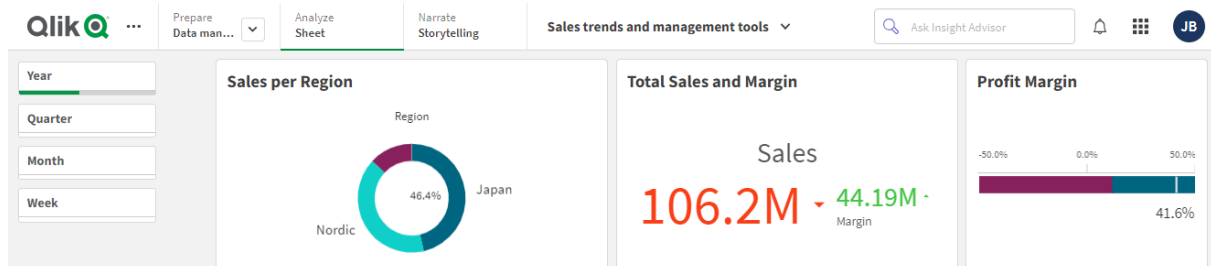 Qlik
Prepare
Data man...
Analyze
Sheet
Narrate
Storytelling
Sales trends and management tools
Ask Insight Advisor
JB
Year
Quarter
Month
Week
Sales per Region
Region
46.4%
Japan
Nordic
Total Sales and Margin
Sales
106.2M
44.19M
Margin
Profit Margin
-50.0% 0.0% 50.0%
41.6%